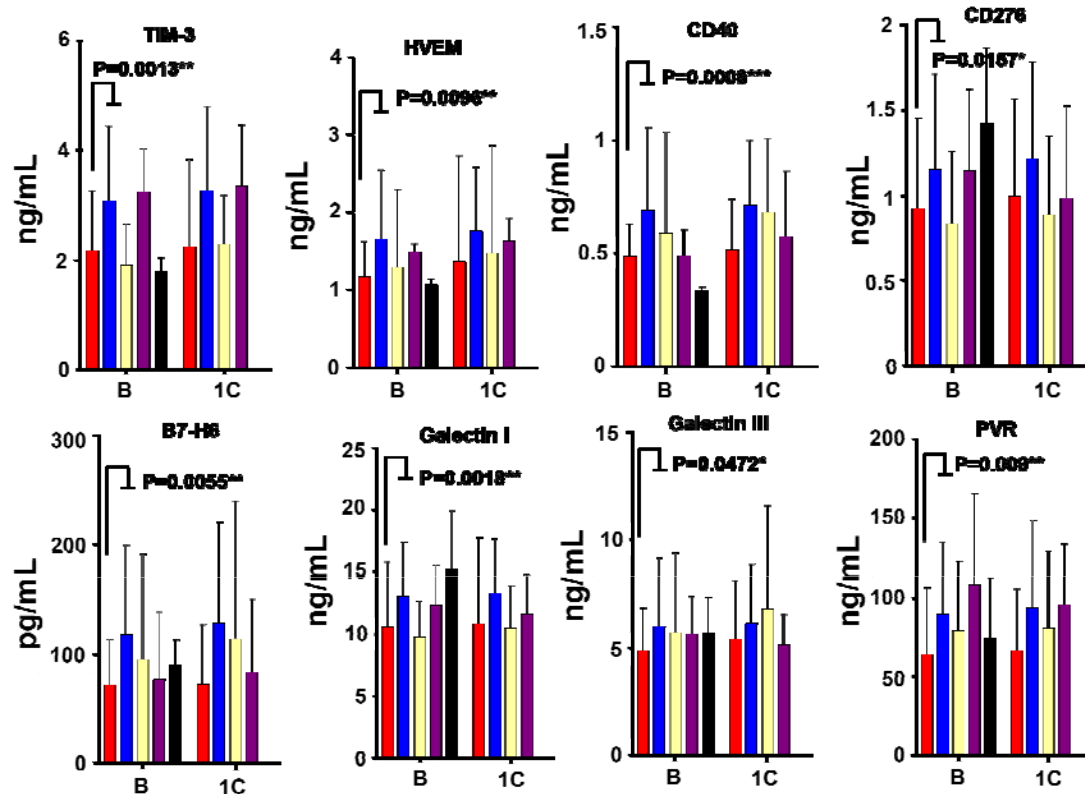 TIM-3
6
4
2
0
ng/mL
P=0.0013**
B
1C
HVEM
4
3
2
1
0
ng/mL
P=0.0096**
B
1C
CD40
1.5
1
0.5
0
ng/mL
P=0.0008***
B
1C
CD276
2
1.5
1
0.5
0
ng/mL
P=0.0157*
B
1C
B7-H6
300
200
100
0
pg/mL
P=0.0055**
B
1C
Galectin I
25
20
15
10
5
0
ng/mL
P=0.0018**
B
1C
Galectin III
15
10
5
0
ng/mL
P=0.0472*
B
1C
PVR
200
150
100
50
0
ng/mL
P=0.009**
B
1C